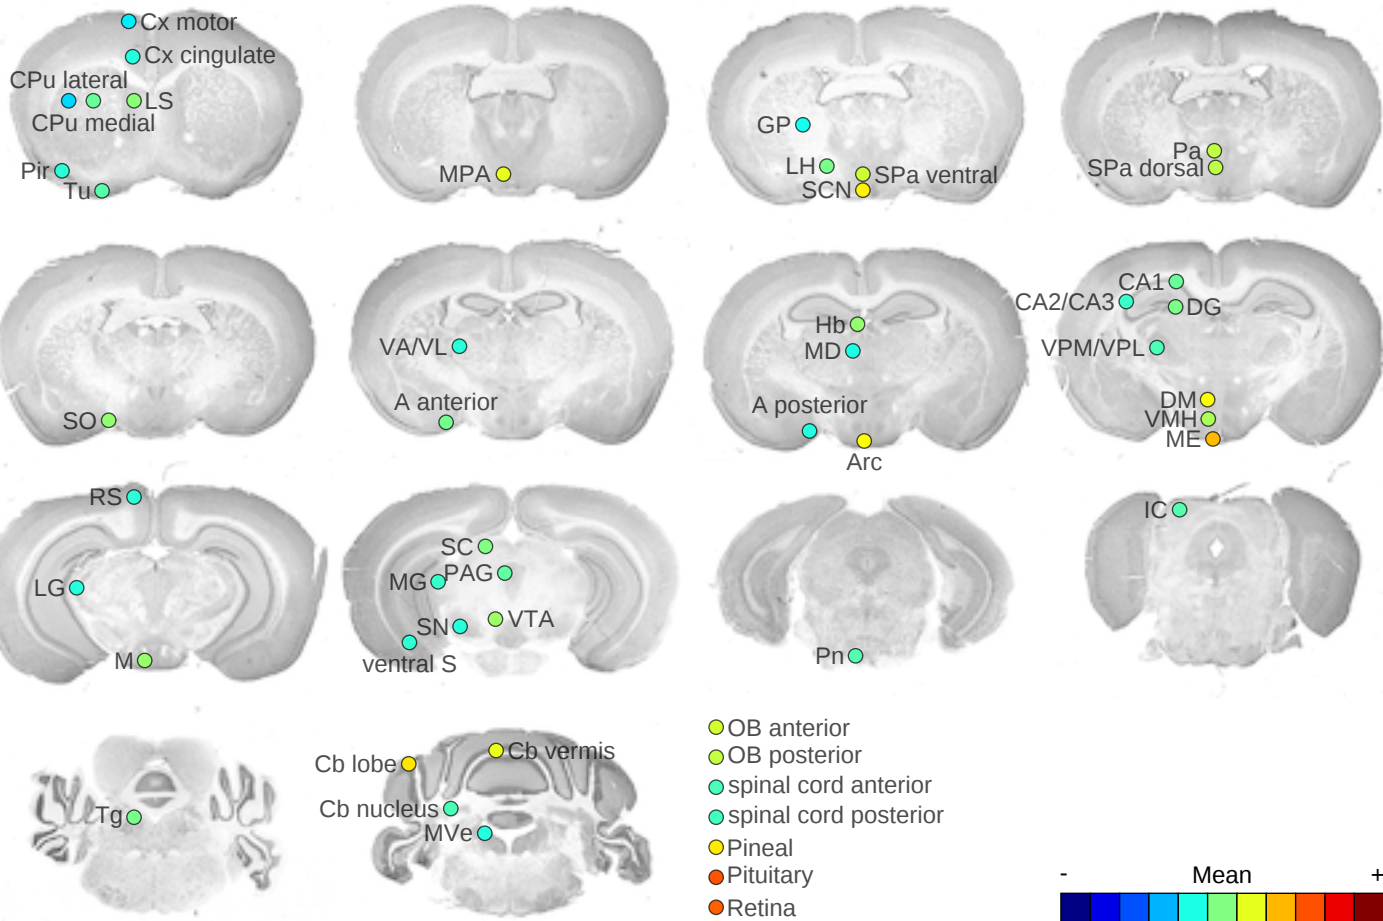 Cx motor
Cx cingulate
CPu lateral
LS
CPu medial
Pir
Tu
MPA
GP
LH
SPa ventral
SCN
Pa
SPa dorsal
SO
VA/VL
A anterior
Hb
MD
A posterior
Arc
CA1
CA2/CA3
DG
VPM/VPL
DM
VMH
ME
RS
LG
M
SC
PAG
MG
VTA
SN
ventral S
Pn
IC
Tg
Cb lobe
Cb vermis
Cb nucleus
MVe
OB anterior
OB posterior
spinal cord anterior
spinal cord posterior
Pineal
Pituitary
Retina
- Mean +